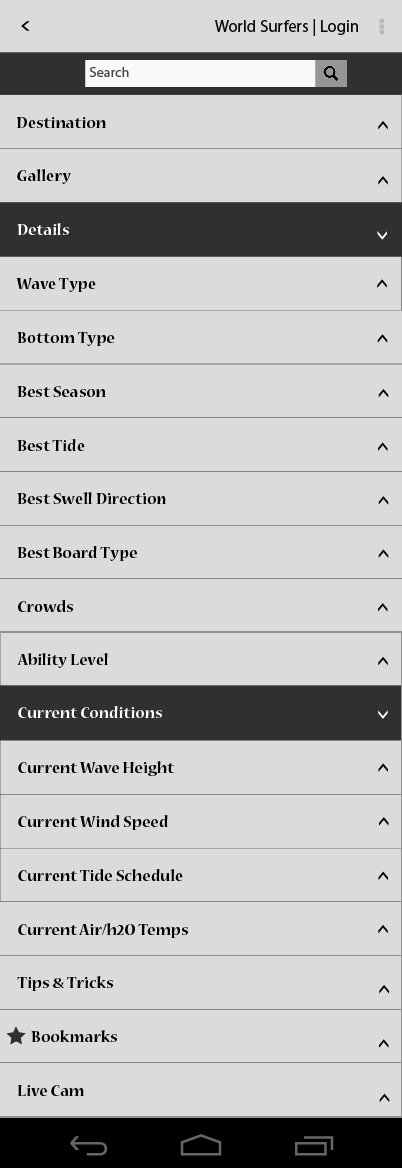 World Surfers | Login
Search
Destination
Gallery
Details
Wave Type
Bottom Type
Best Season
Best Tide
Best Swell Direction
Best Board Type
Crowds
Ability Level
Current Conditions
Current Wave Height
Current Wind Speed
Current Tide Schedule
Current Air/h2O Temps
Tips & Tricks
Bookmarks
Live Cam